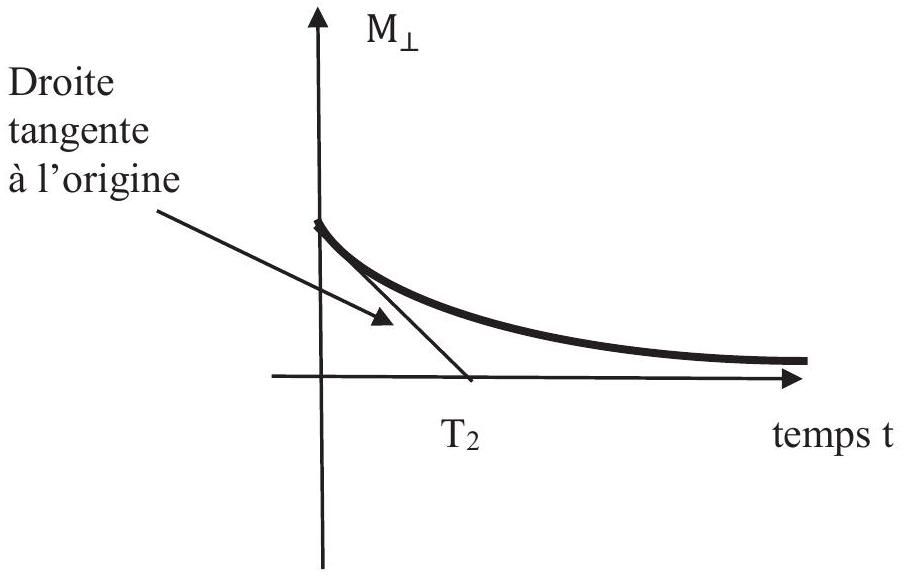 M⊥
Droite
tangente
à l’origine
T₂
temps t